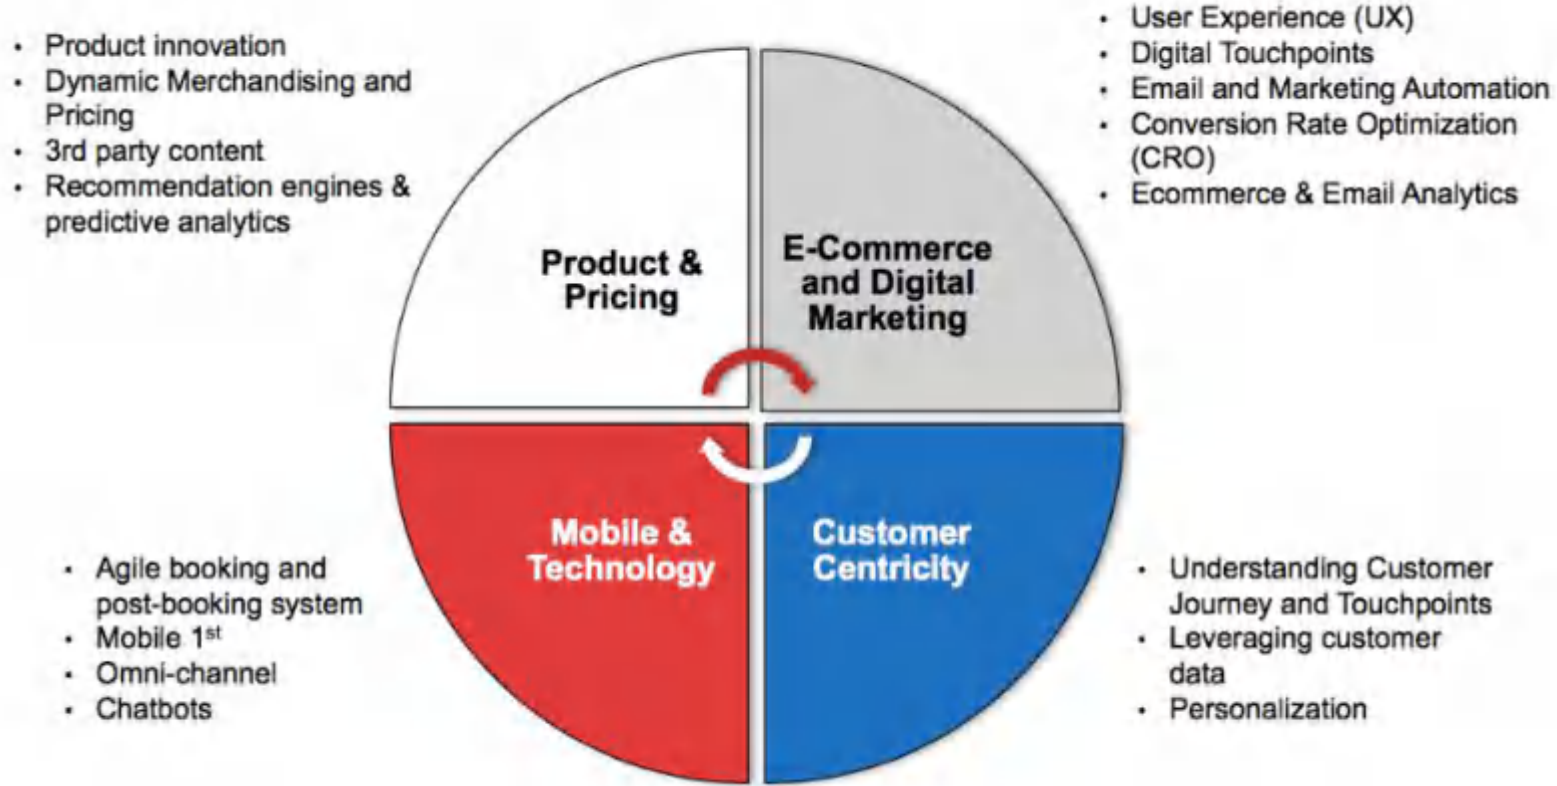 • Product innovation
• Dynamic Merchandising and
Pricing
• 3rd party content
• Recommendation engines &
predictive analytics
• User Experience (UX)
• Digital Touchpoints
• Email and Marketing Automation
• Conversion Rate Optimization
(CRO)
• Ecommerce & Email Analytics
Product &
Pricing
E-Commerce
and Digital
Marketing
Mobile &
Technology
Customer
Centricity
• Agile booking and
post-booking system
• Mobile 1st
• Omni-channel
• Chatbots
• Understanding Customer
Journey and Touchpoints
• Leveraging customer
data
• Personalization